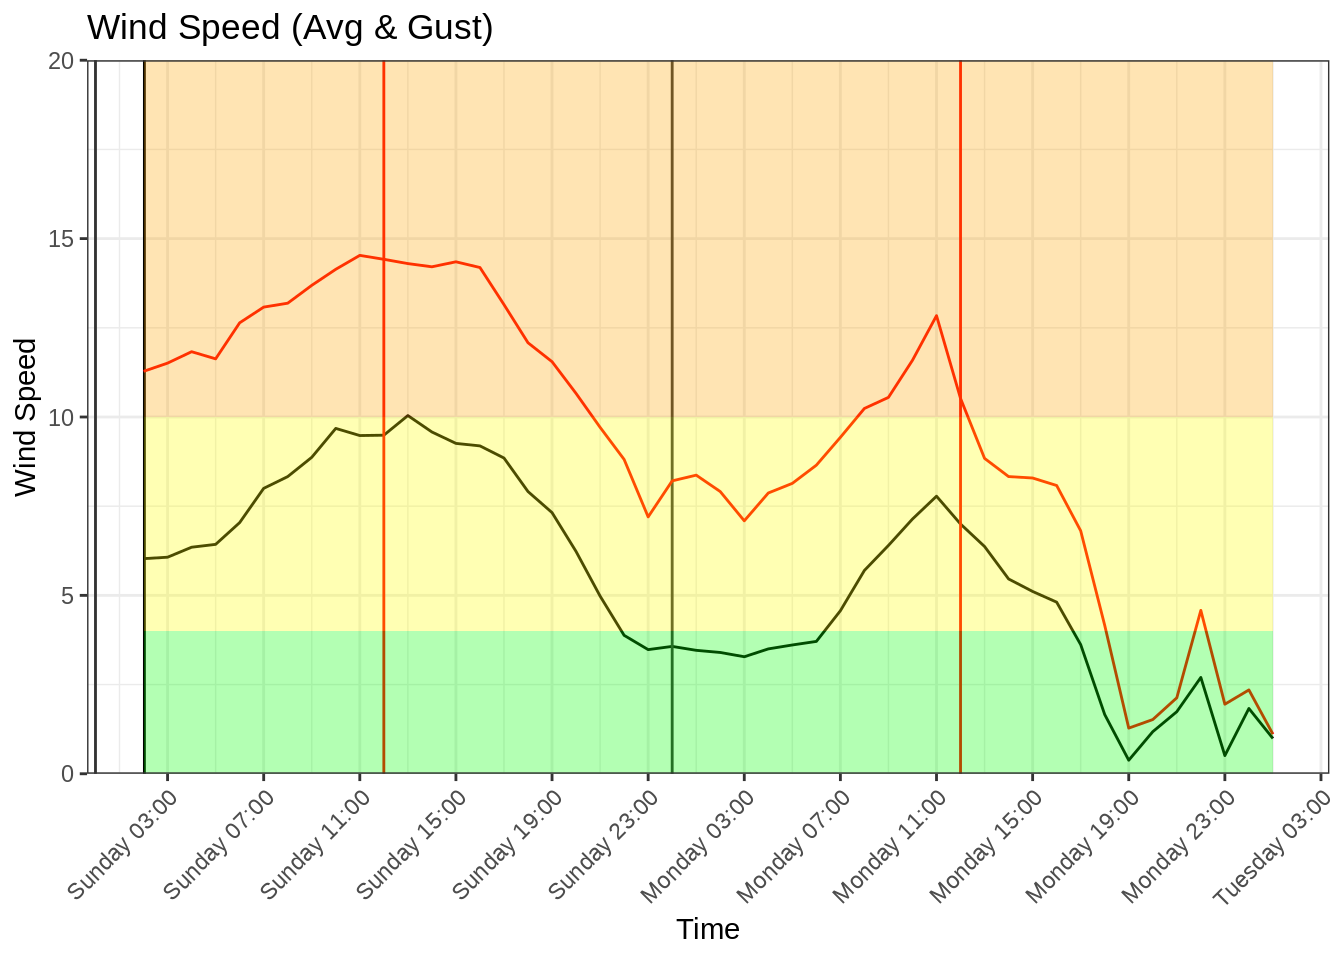 Wind Speed (Avg & Gust)
20
15
10
5
0
Wind Speed
Sunday 03:00
Sunday 07:00
Sunday 11:00
Sunday 15:00
Sunday 19:00
Sunday 23:00
Monday 03:00
Monday 07:00
Monday 11:00
Monday 15:00
Monday 19:00
Monday 23:00
Tuesday 03:00
Time